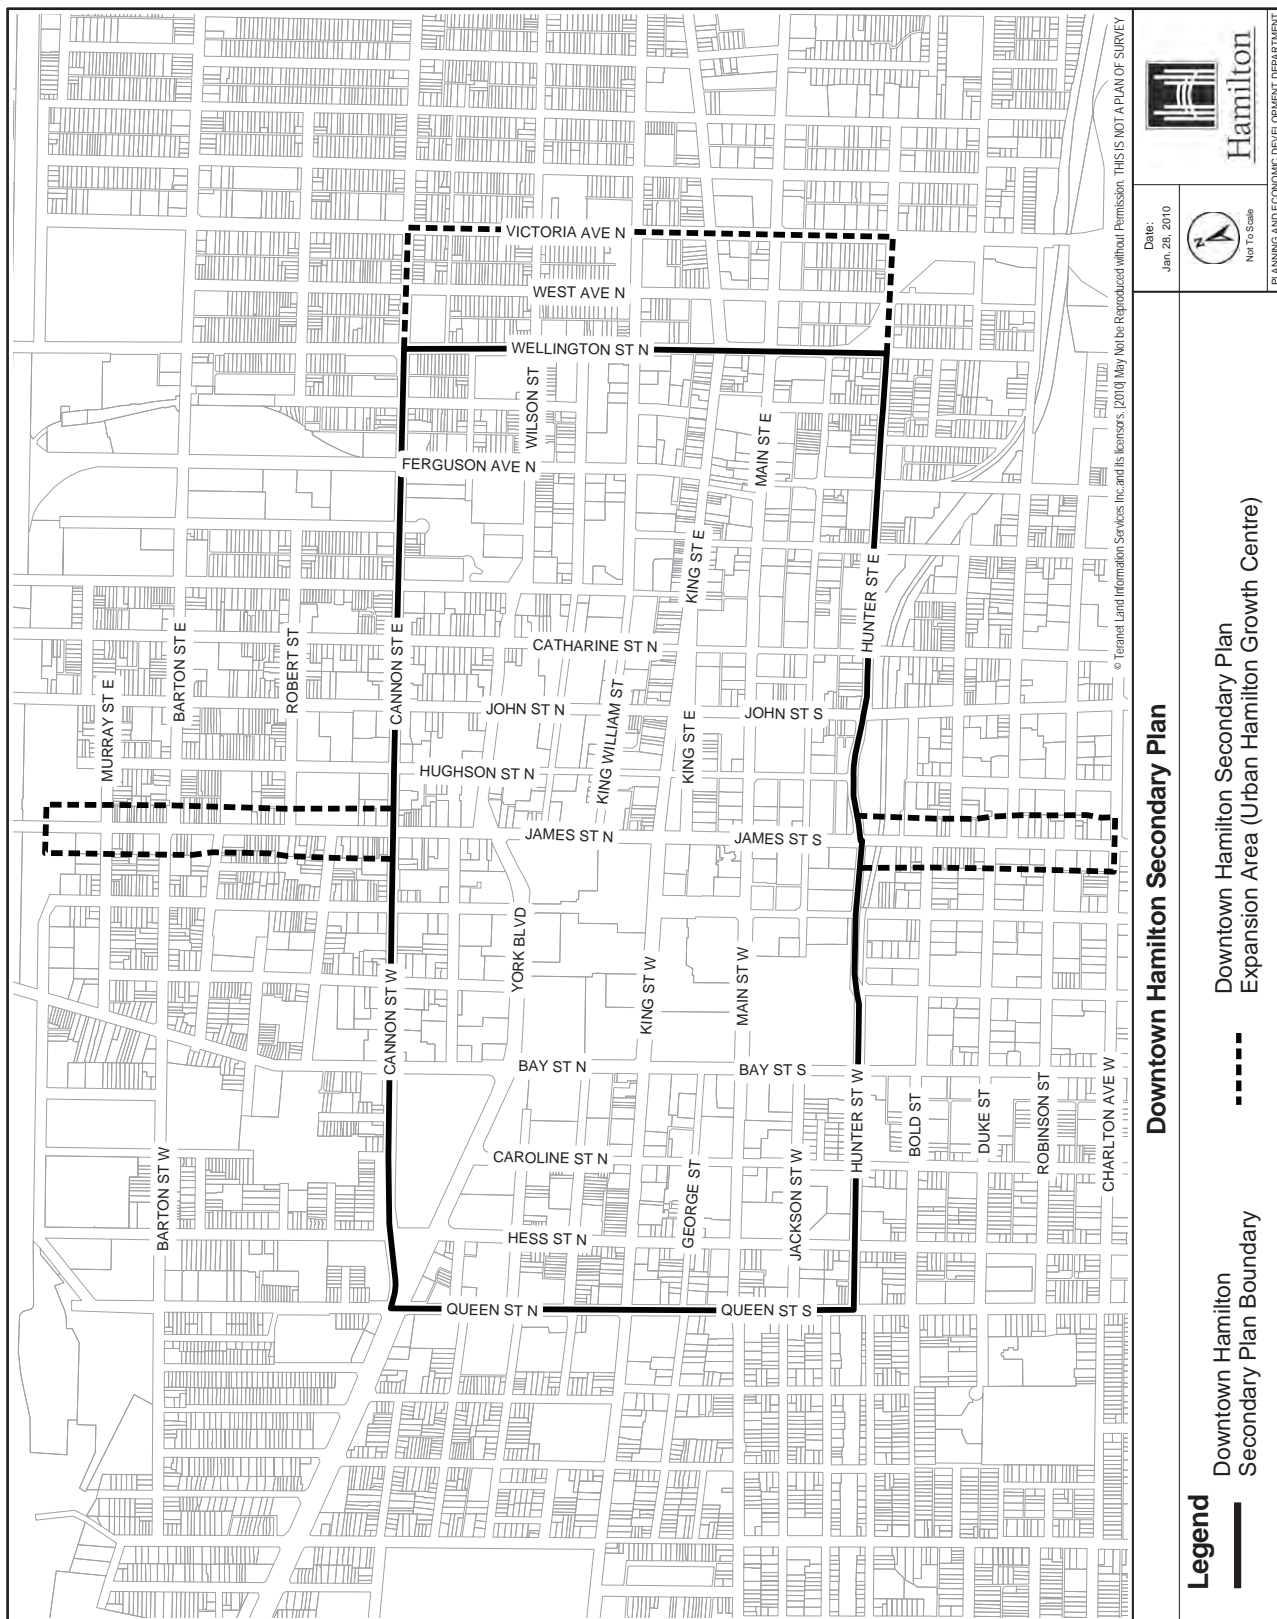 VICTORIA AVE N
WEST AVE N
WELLINGTON ST N
WILSON ST
FERGUSON AVE N
MAIN ST E
KING ST E
HUNTER ST E
CATHARINE ST N
BARTON ST E
ROBERT ST
CANNON ST E
MURRAY ST E
JOHN ST N
JOHN ST S
KING WILLIAM ST
KING ST E
HUGHSON ST N
JAMES ST N
JAMES ST S
YORK BLVD
CANNON ST W
KING ST W
MAIN ST W
BAY ST N
BAY ST S
HUNTER ST W
BOLD ST
DUKE ST
ROBINSON ST
CHARLTON AVE W
BARTON ST W
CAROLINE ST N
GEORGE ST
JACKSON ST W
HESS ST N
QUEEN ST N
QUEEN ST S
© Teranet Land Information Services Inc. and its licensors. [2010] May Not be Reproduced without Permission. THIS IS NOT A PLAN OF SURVEY
Downtown Hamilton Secondary Plan
Legend
Downtown Hamilton
Secondary Plan Boundary
Downtown Hamilton Secondary Plan
Expansion Area (Urban Hamilton Growth Centre)
Date:
Jan. 28, 2010
N
Not To Scale
Hamilton
PLANNING AND ECONOMIC DEVELOPMENT DEPARTMENT